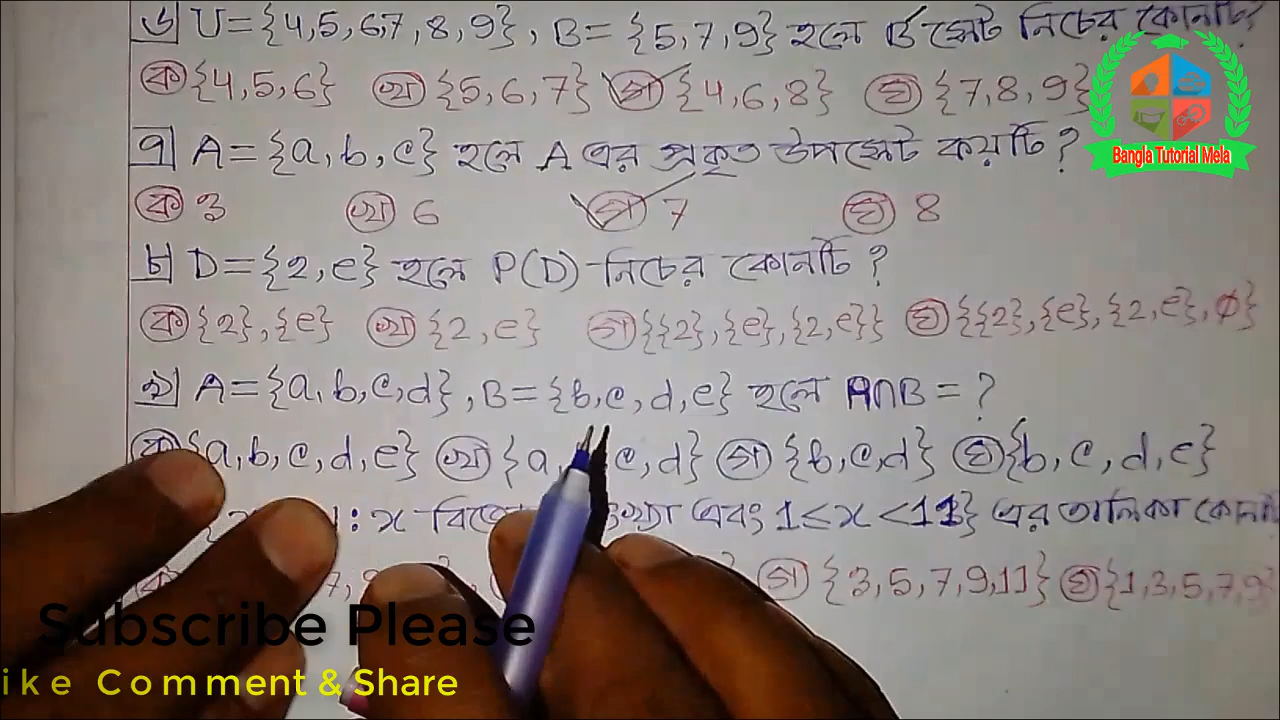 ৬| U={4,5,6,7,8,9}, B={5,7,9} হলে B′ সেট নিচের কোনটি?
ক {4,5,6} খ {5,6,7} গ {4,6,8} ঘ {7,8,9}
Bangla Tutorial Mela
৭| A={a,b,c} হলে A এর প্রকৃত উপসেট কয়টি?
ক 3 খ 6 গ 7 ঘ 8
৮| D={2,e} হলে P(D) নিচের কোনটি?
ক {2},{e} খ {2,e} গ {{2},{e},{2,e}} ঘ {{2},{e},{2,e},∅}
৯| A={a,b,c,d}, B={b,c,d,e} হলে A∩B=?
ক {a,b,c,d,e} খ {a, c,d} গ {b,c,d} ঘ {b,c,d,e}
: x এবং 1≤x<11} এর তালিকা
ক গ {3,5,7,9,11} ঘ {1,3,5,7,9
Subscribe Please
ike Comment & Share